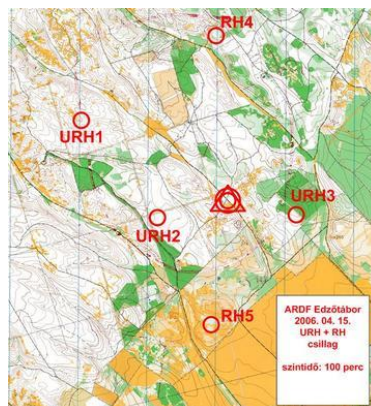 RH4
URH1
URH2
URH3
RH5
ARDF Edzőtábor
2006. 04. 15.
URH + RH
csillag
szintidő: 100 perc